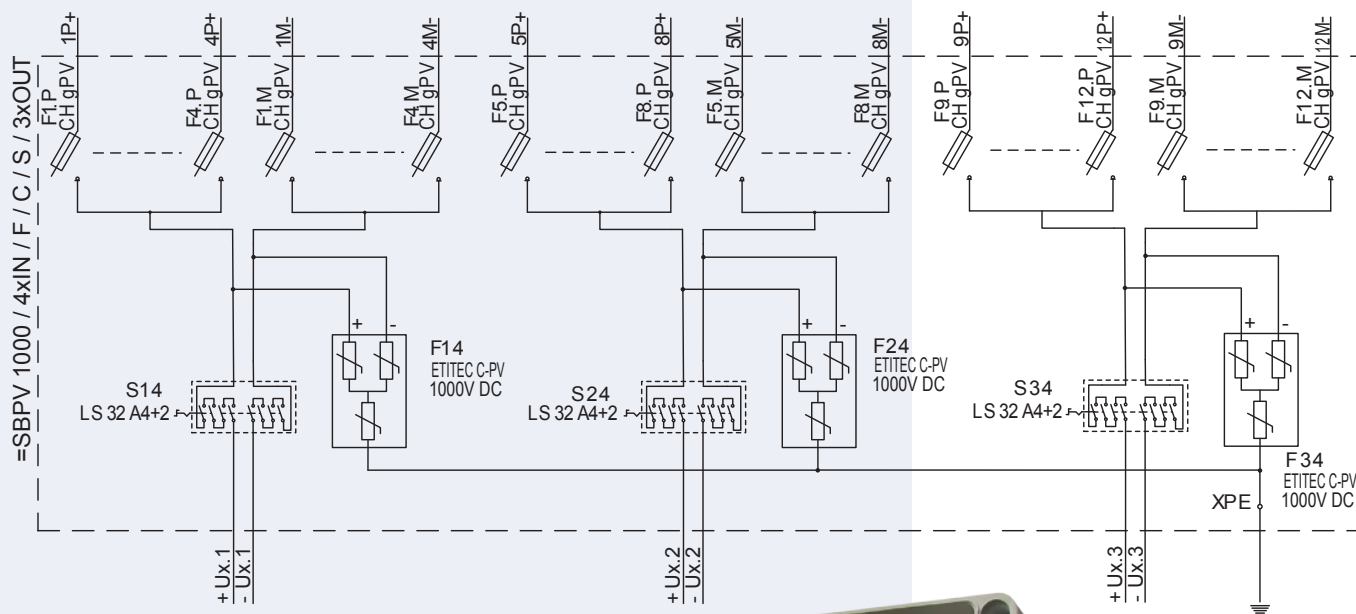 =SBPV 1000 / 4xIN / F / C / S / 3xOUT
1P+
4P+
1M-
4M-
5P+
8P+
5M-
8M-
9P+
12P+
9M-
12M-
F1.P
CH gPV
F4.P
CH gPV
F1.M
CH gPV
F4.M
CH gPV
F5.P
CH gPV
F8.P
CH gPV
F5.M
CH gPV
F8.M
CH gPV
F9.P
CH gPV
F12.P
CH gPV
F9.M
CH gPV
F12.M
CH gPV
+ -
F14
ETITEC C-PV
1000V DC
S14
LS 32 A4+2
+ -
F24
ETITEC C-PV
1000V DC
S24
LS 32 A4+2
+ -
S34
LS 32 A4+2
F34
ETITEC C-PV
1000V DC
XPE
+ Ux.1
- Ux.1
+ Ux.2
- Ux.2
+ Ux.3
- Ux.3